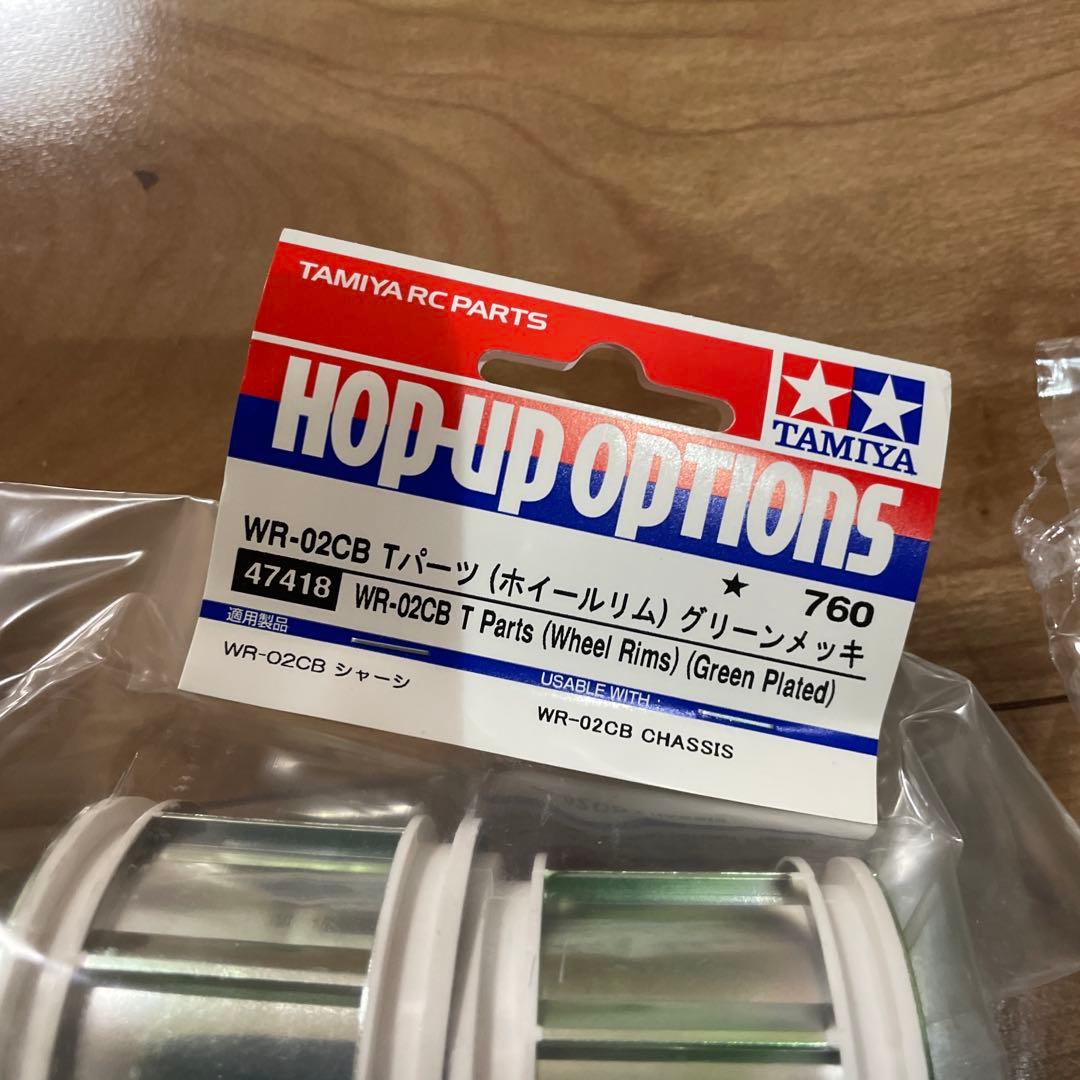 TAMIYA RC PARTS
HOP-UP OPTIONS
TAMIYA
WR-02CB Tパーツ (ホイールリム) グリーンメッキ
★ 760
47418 WR-02CB T Parts (Wheel Rims) (Green Plated)
適用製品
WR-02CB シャーシ
USABLE WITH :
WR-02CB CHASSIS